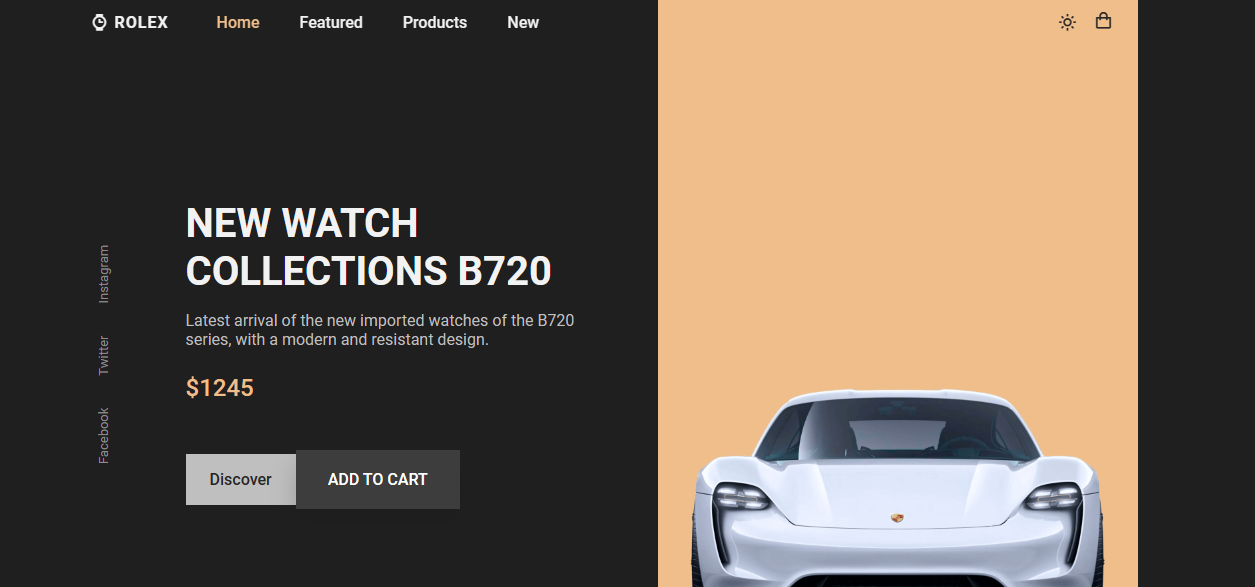 ROLEX
Home
Featured
Products
New
NEW WATCH
COLLECTIONS B720
Latest arrival of the new imported watches of the B720
series, with a modern and resistant design.
$1245
Discover
ADD TO CART
Instagram
Twitter
Facebook